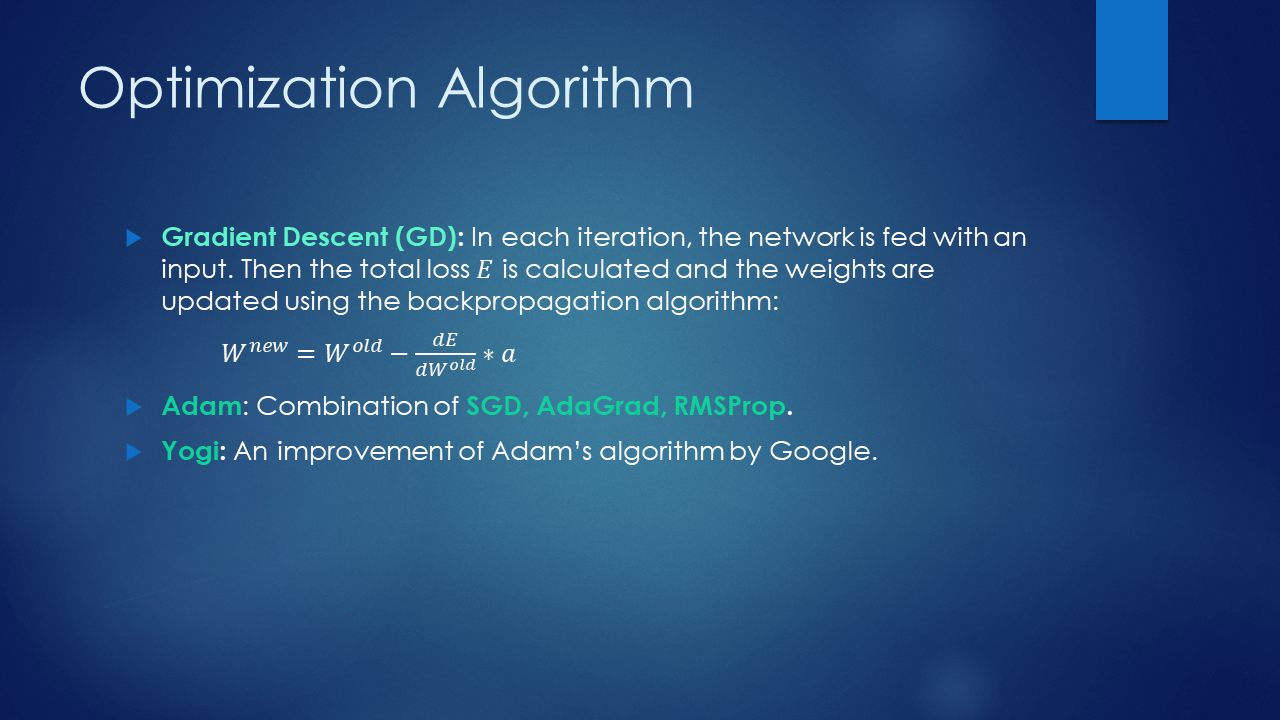 Optimization Algorithm
Gradient Descent (GD): In each iteration, the network is fed with an
input. Then the total loss E is calculated and the weights are
updated using the backpropagation algorithm:
W^{new} = W^{old} − \frac{dE}{dW^{old}} * a
Adam: Combination of SGD, AdaGrad, RMSProp.
Yogi: An improvement of Adam's algorithm by Google.